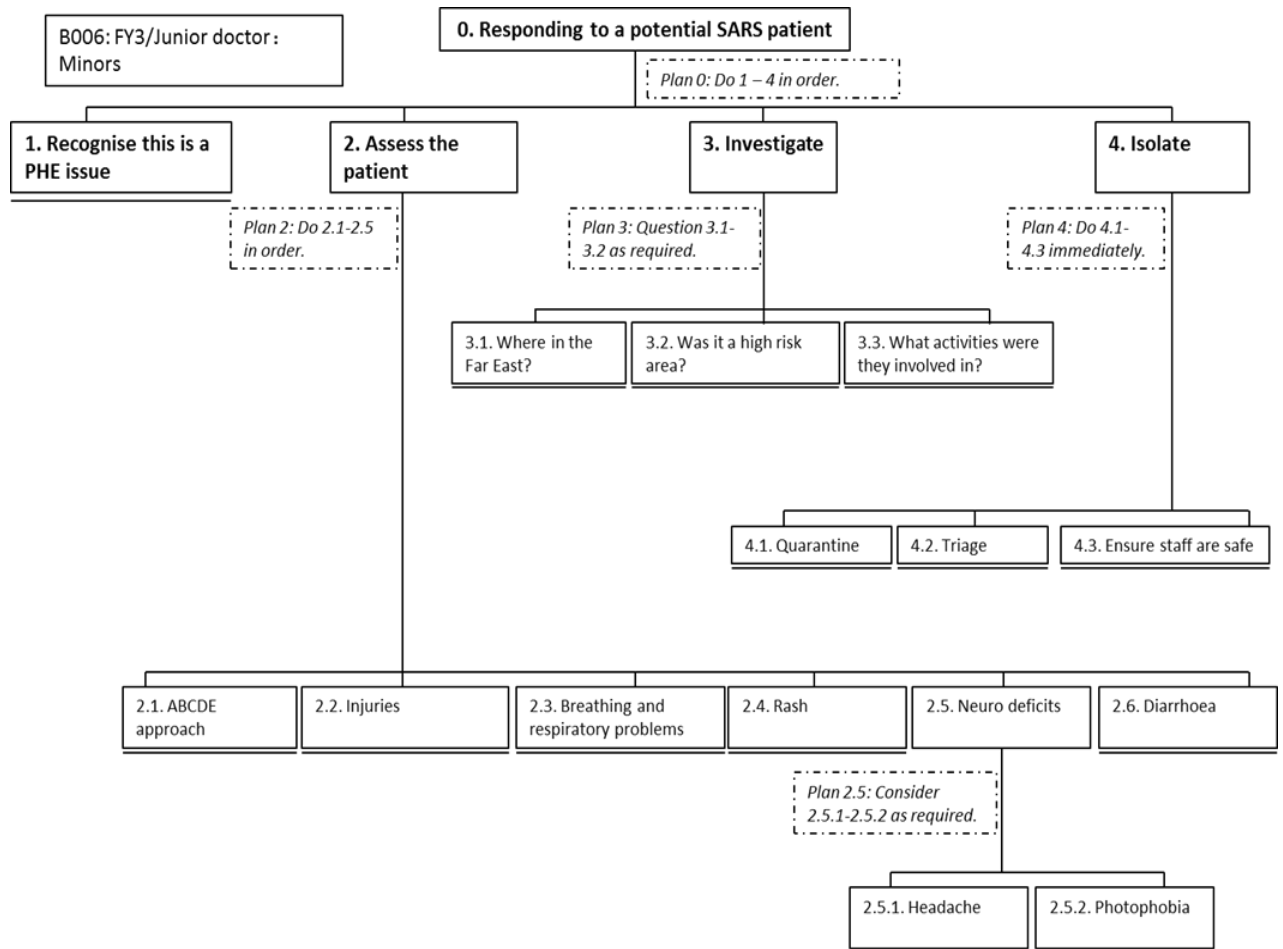 B006: FY3/Junior doctor:
Minors
0. Responding to a potential SARS patient
Plan 0: Do 1 – 4 in order.
1. Recognise this is a
PHE issue
2. Assess the
patient
3. Investigate
4. Isolate
Plan 2: Do 2.1-2.5
in order.
Plan 3: Question 3.1-
3.2 as required.
Plan 4: Do 4.1-
4.3 immediately.
3.1. Where in the
Far East?
3.2. Was it a high risk
area?
3.3. What activities were
they involved in?
4.1. Quarantine
4.2. Triage
4.3. Ensure staff are safe
2.1. ABCDE
approach
2.2. Injuries
2.3. Breathing and
respiratory problems
2.4. Rash
2.5. Neuro deficits
2.6. Diarrhoea
Plan 2.5: Consider
2.5.1-2.5.2 as required.
2.5.1. Headache
2.5.2. Photophobia